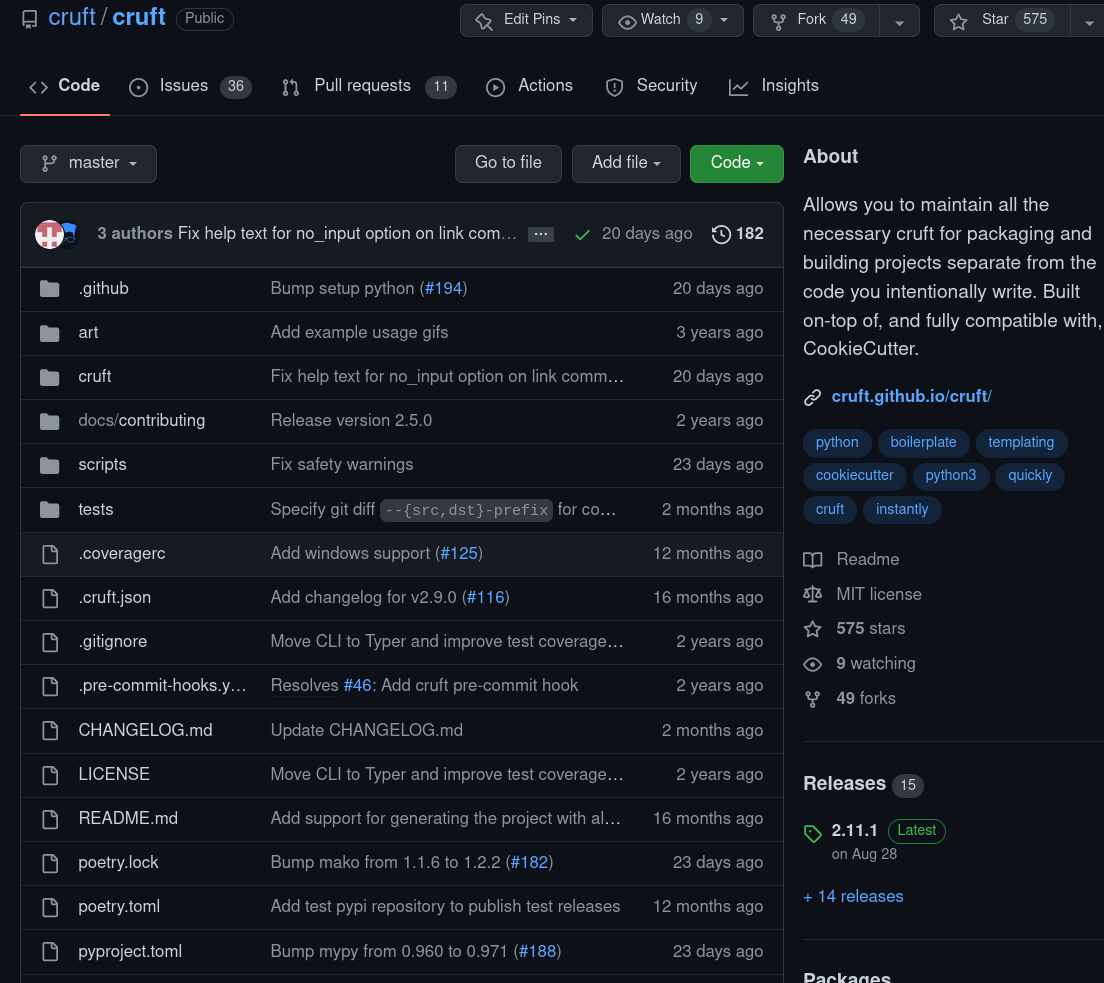 cruft / cruft Public Edit Pins Watch 9 Fork 49 Star 575
Code Issues 36 Pull requests 11 Actions Security Insights
master Go to file Add file Code
3 authors Fix help text for no_input option on link com… ... 20 days ago 182
.github Bump setup python (#194) 20 days ago
art Add example usage gifs 3 years ago
cruft Fix help text for no_input option on link comm… 20 days ago
docs/contributing Release version 2.5.0 2 years ago
scripts Fix safety warnings 23 days ago
tests Specify git diff --{src,dst}-prefix for co… 2 months ago
.coveragerc Add windows support (#125) 12 months ago
.cruft.json Add changelog for v2.9.0 (#116) 16 months ago
.gitignore Move CLI to Typer and improve test coverage… 2 years ago
.pre-commit-hooks.y… Resolves #46: Add cruft pre-commit hook 2 years ago
CHANGELOG.md Update CHANGELOG.md 2 months ago
LICENSE Move CLI to Typer and improve test coverage… 2 years ago
README.md Add support for generating the project with al… 16 months ago
poetry.lock Bump mako from 1.1.6 to 1.2.2 (#182) 23 days ago
poetry.toml Add test pypi repository to publish test releases 12 months ago
pyproject.toml Bump mypy from 0.960 to 0.971 (#188) 23 days ago
About
Allows you to maintain all the
necessary cruft for packaging and
building projects separate from the
code you intentionally write. Built
on-top of, and fully compatible with,
CookieCutter.
cruft.github.io/cruft/
python boilerplate templating
cookiecutter python3 quickly
cruft instantly
Readme
MIT license
575 stars
9 watching
49 forks
Releases 15
2.11.1 Latest
on Aug 28
+ 14 releases
Packages